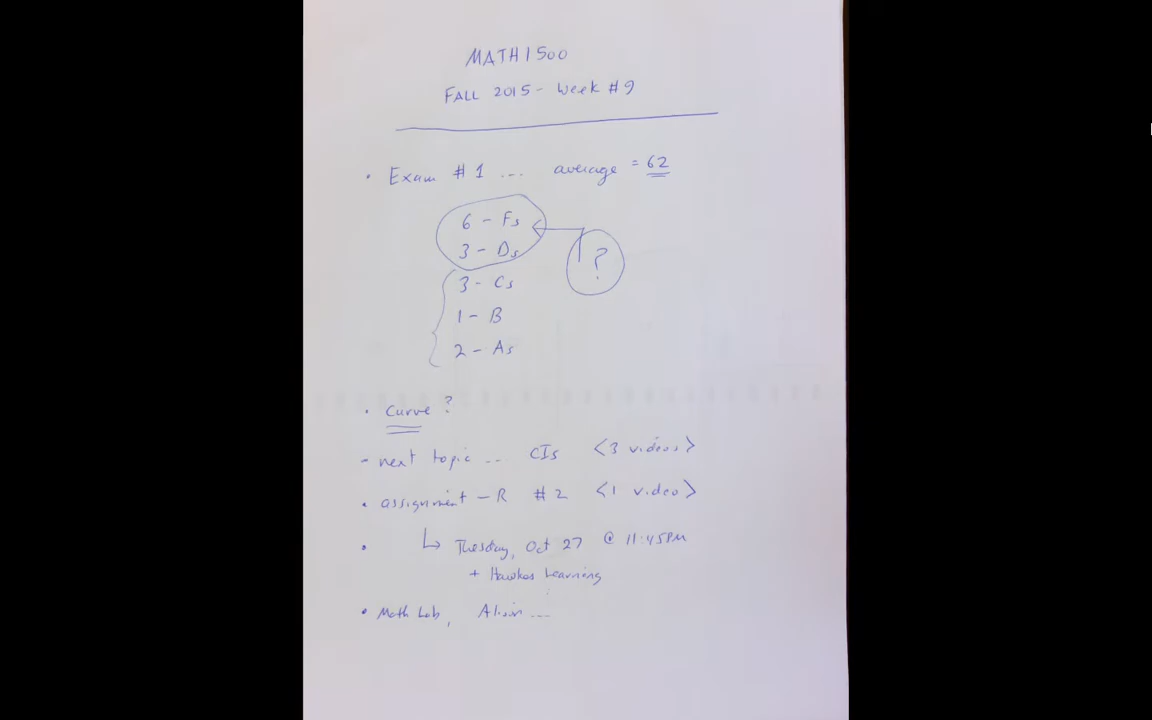 MATH 1500
FALL 2015 - Week #9
• Exam #1 ... average = 62
6 - Fs
3 - Ds
?
3 - Cs
1 - B
2 - As
• Curve ?
- next topic ... CIs <3 videos>
• assignment - R #2 <1 video>
• ↳ Tuesday, Oct 27 @ 11:45PM
+ Hawkes Learning
• Math Lab, Alison ....